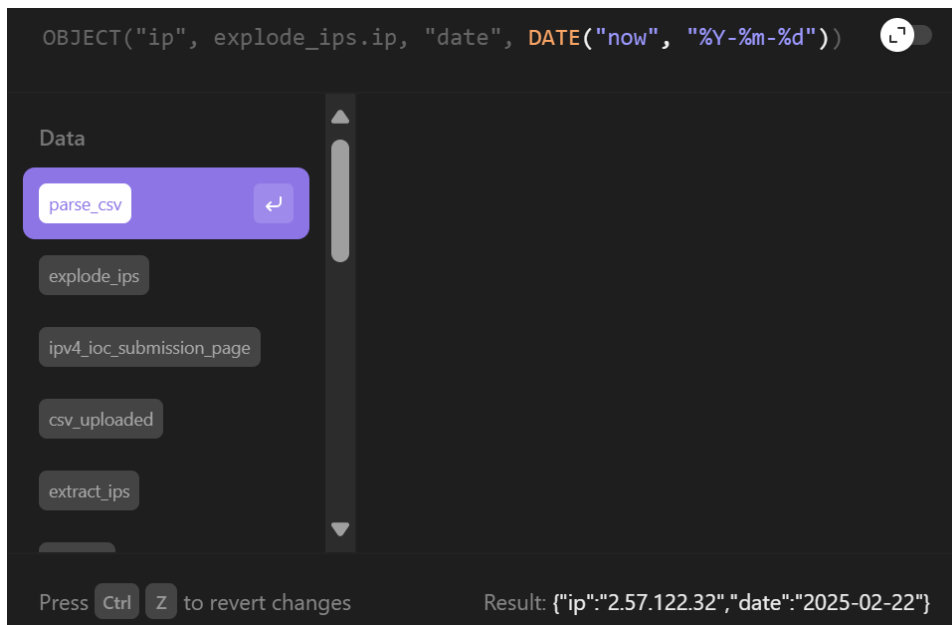 OBJECT("ip", explode_ips.ip, "date", DATE("now", "%Y-%m-%d"))
Data
parse_csv
explode_ips
ipv4_ioc_submission_page
csv_uploaded
extract_ips
Press Ctrl Z to revert changes
Result: {"ip":"2.57.122.32","date":"2025-02-22"}